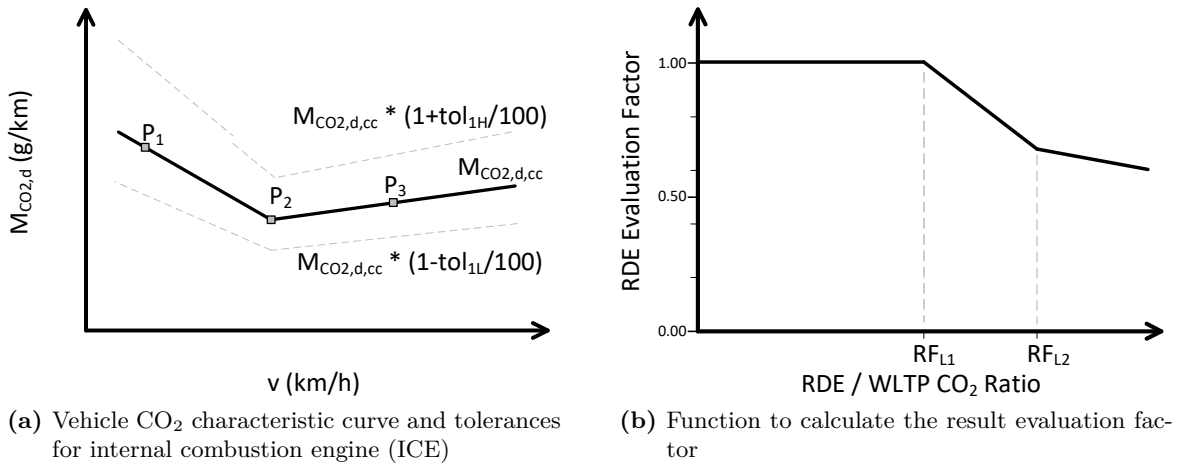 M_CO2,d (g/km)
P₁
P₂
P₃
M_CO2,d,cc * (1+tol_1H/100)
M_CO2,d,cc
M_CO2,d,cc * (1-tol_1L/100)
v (km/h)
(a) Vehicle CO₂ characteristic curve and tolerances
for internal combustion engine (ICE)
RDE Evaluation Factor
1.00
0.50
0.00
RF_L1
RF_L2
RDE / WLTP CO₂ Ratio
(b) Function to calculate the result evaluation fac-
tor